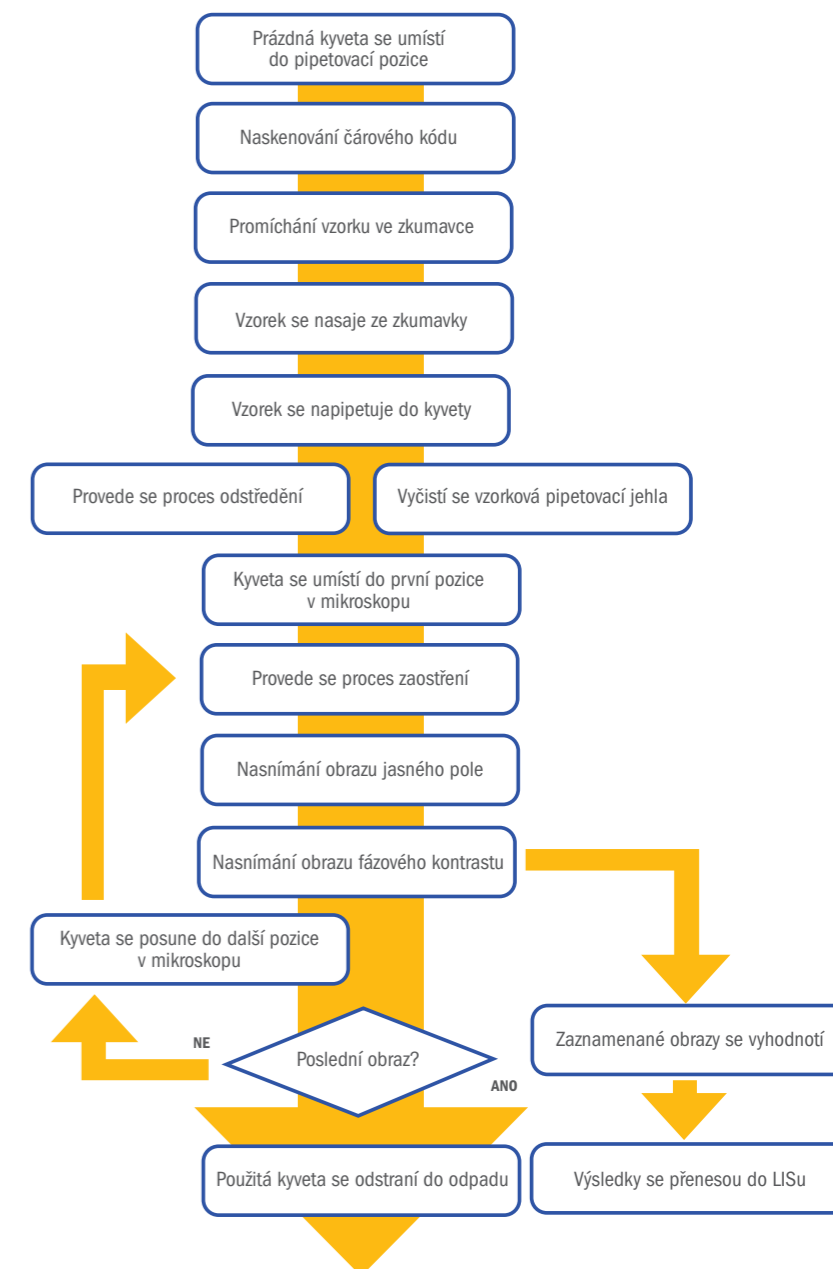 Prázdná kyveta se umístí
do pipetovací pozice
Naskenování čárového kódu
Promíchání vzorku ve zkumavce
Vzorek se nasaje ze zkumavky
Vzorek se napipetuje do kyvety
Provede se proces odstředění
Vyčistí se vzorková pipetovací jehla
Kyveta se umístí do první pozice
v mikroskopu
Provede se proces zaostření
Nasnímání obrazu jasného pole
Nasnímání obrazu fázového kontrastu
Kyveta se posune do další pozice
v mikroskopu
NE
Poslední obraz?
ANO
Zaznamenané obrazy se vyhodnotí
Použitá kyveta se odstraní do odpadu
Výsledky se přenesou do LISu